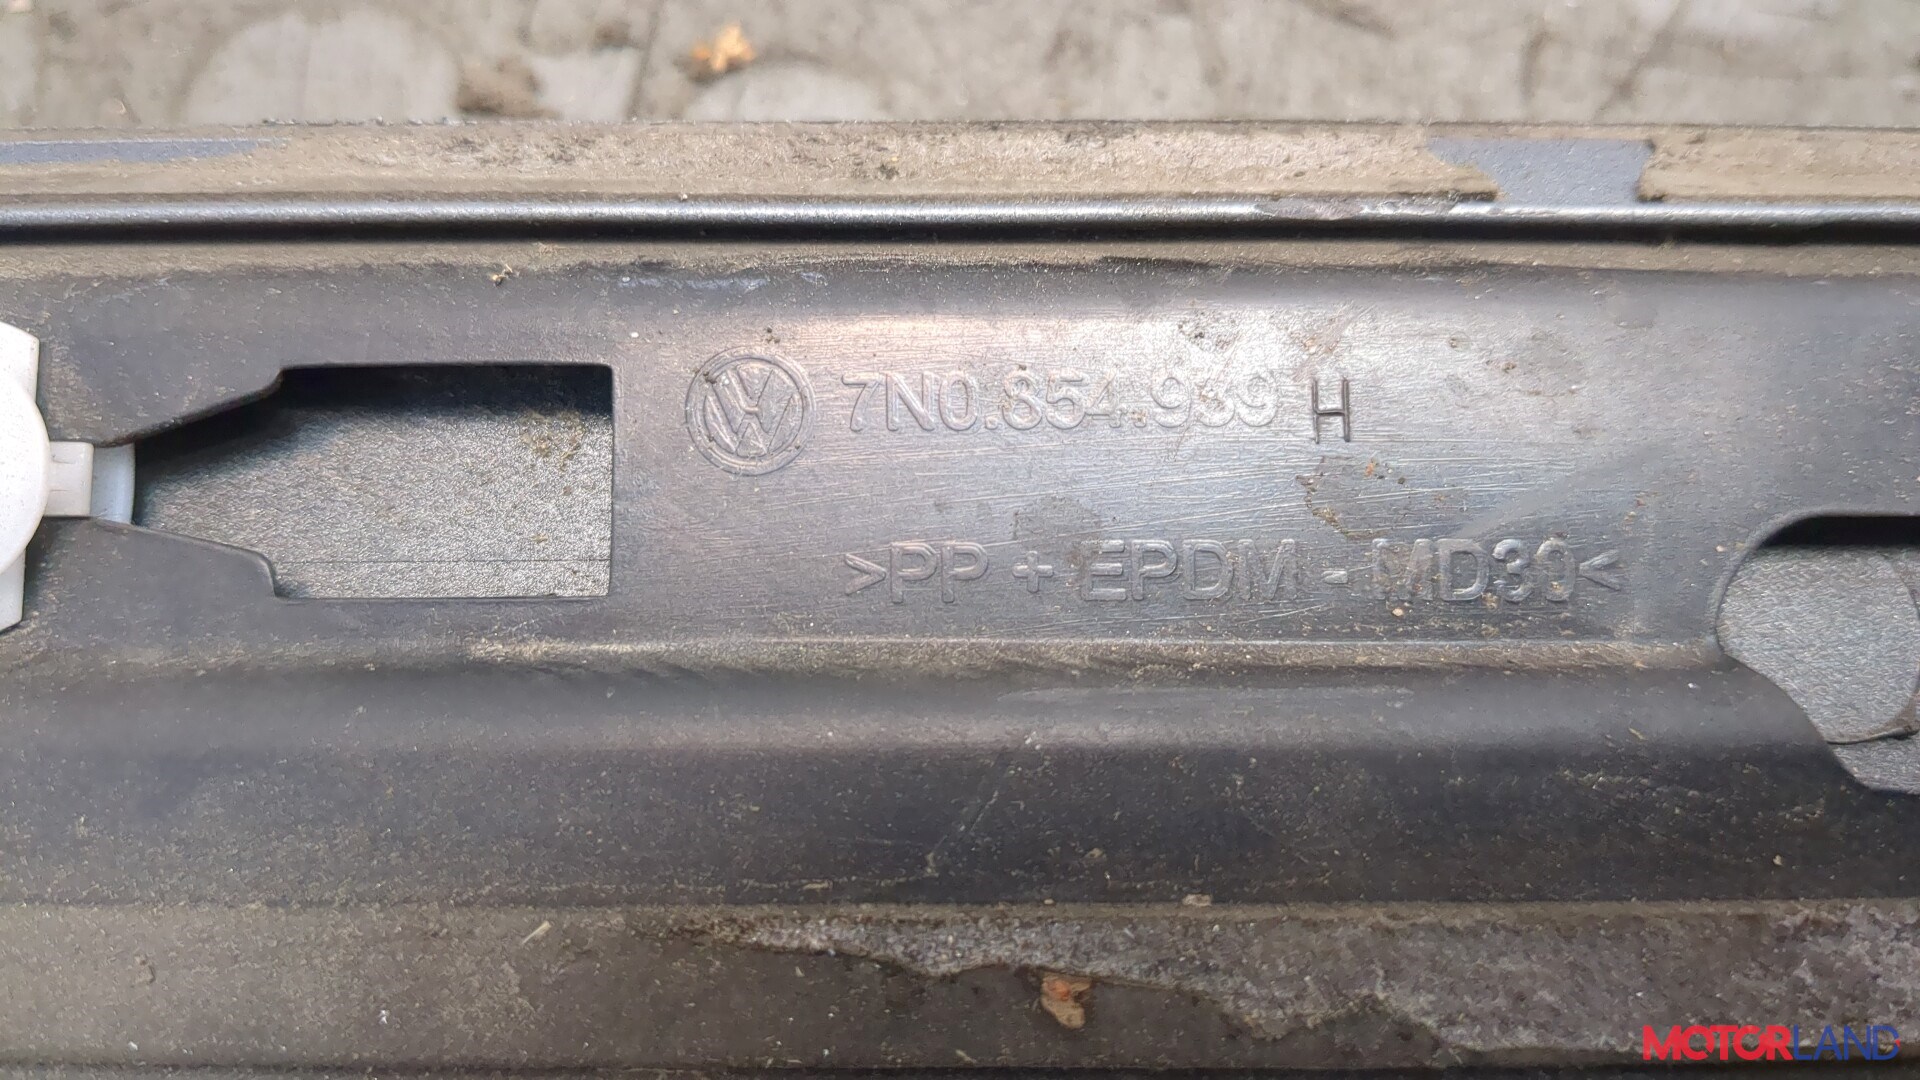 7N0.854.939 H
>PP + EPDM - MD30<
MOTORLAND